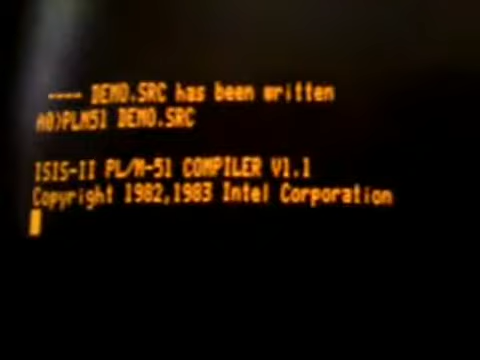 ---- DEMO.SRC has been written
A0>PLM51 DEMO.SRC
ISIS-II PL/M-51 COMPILER V1.1
Copyright 1982,1983 Intel Corporation